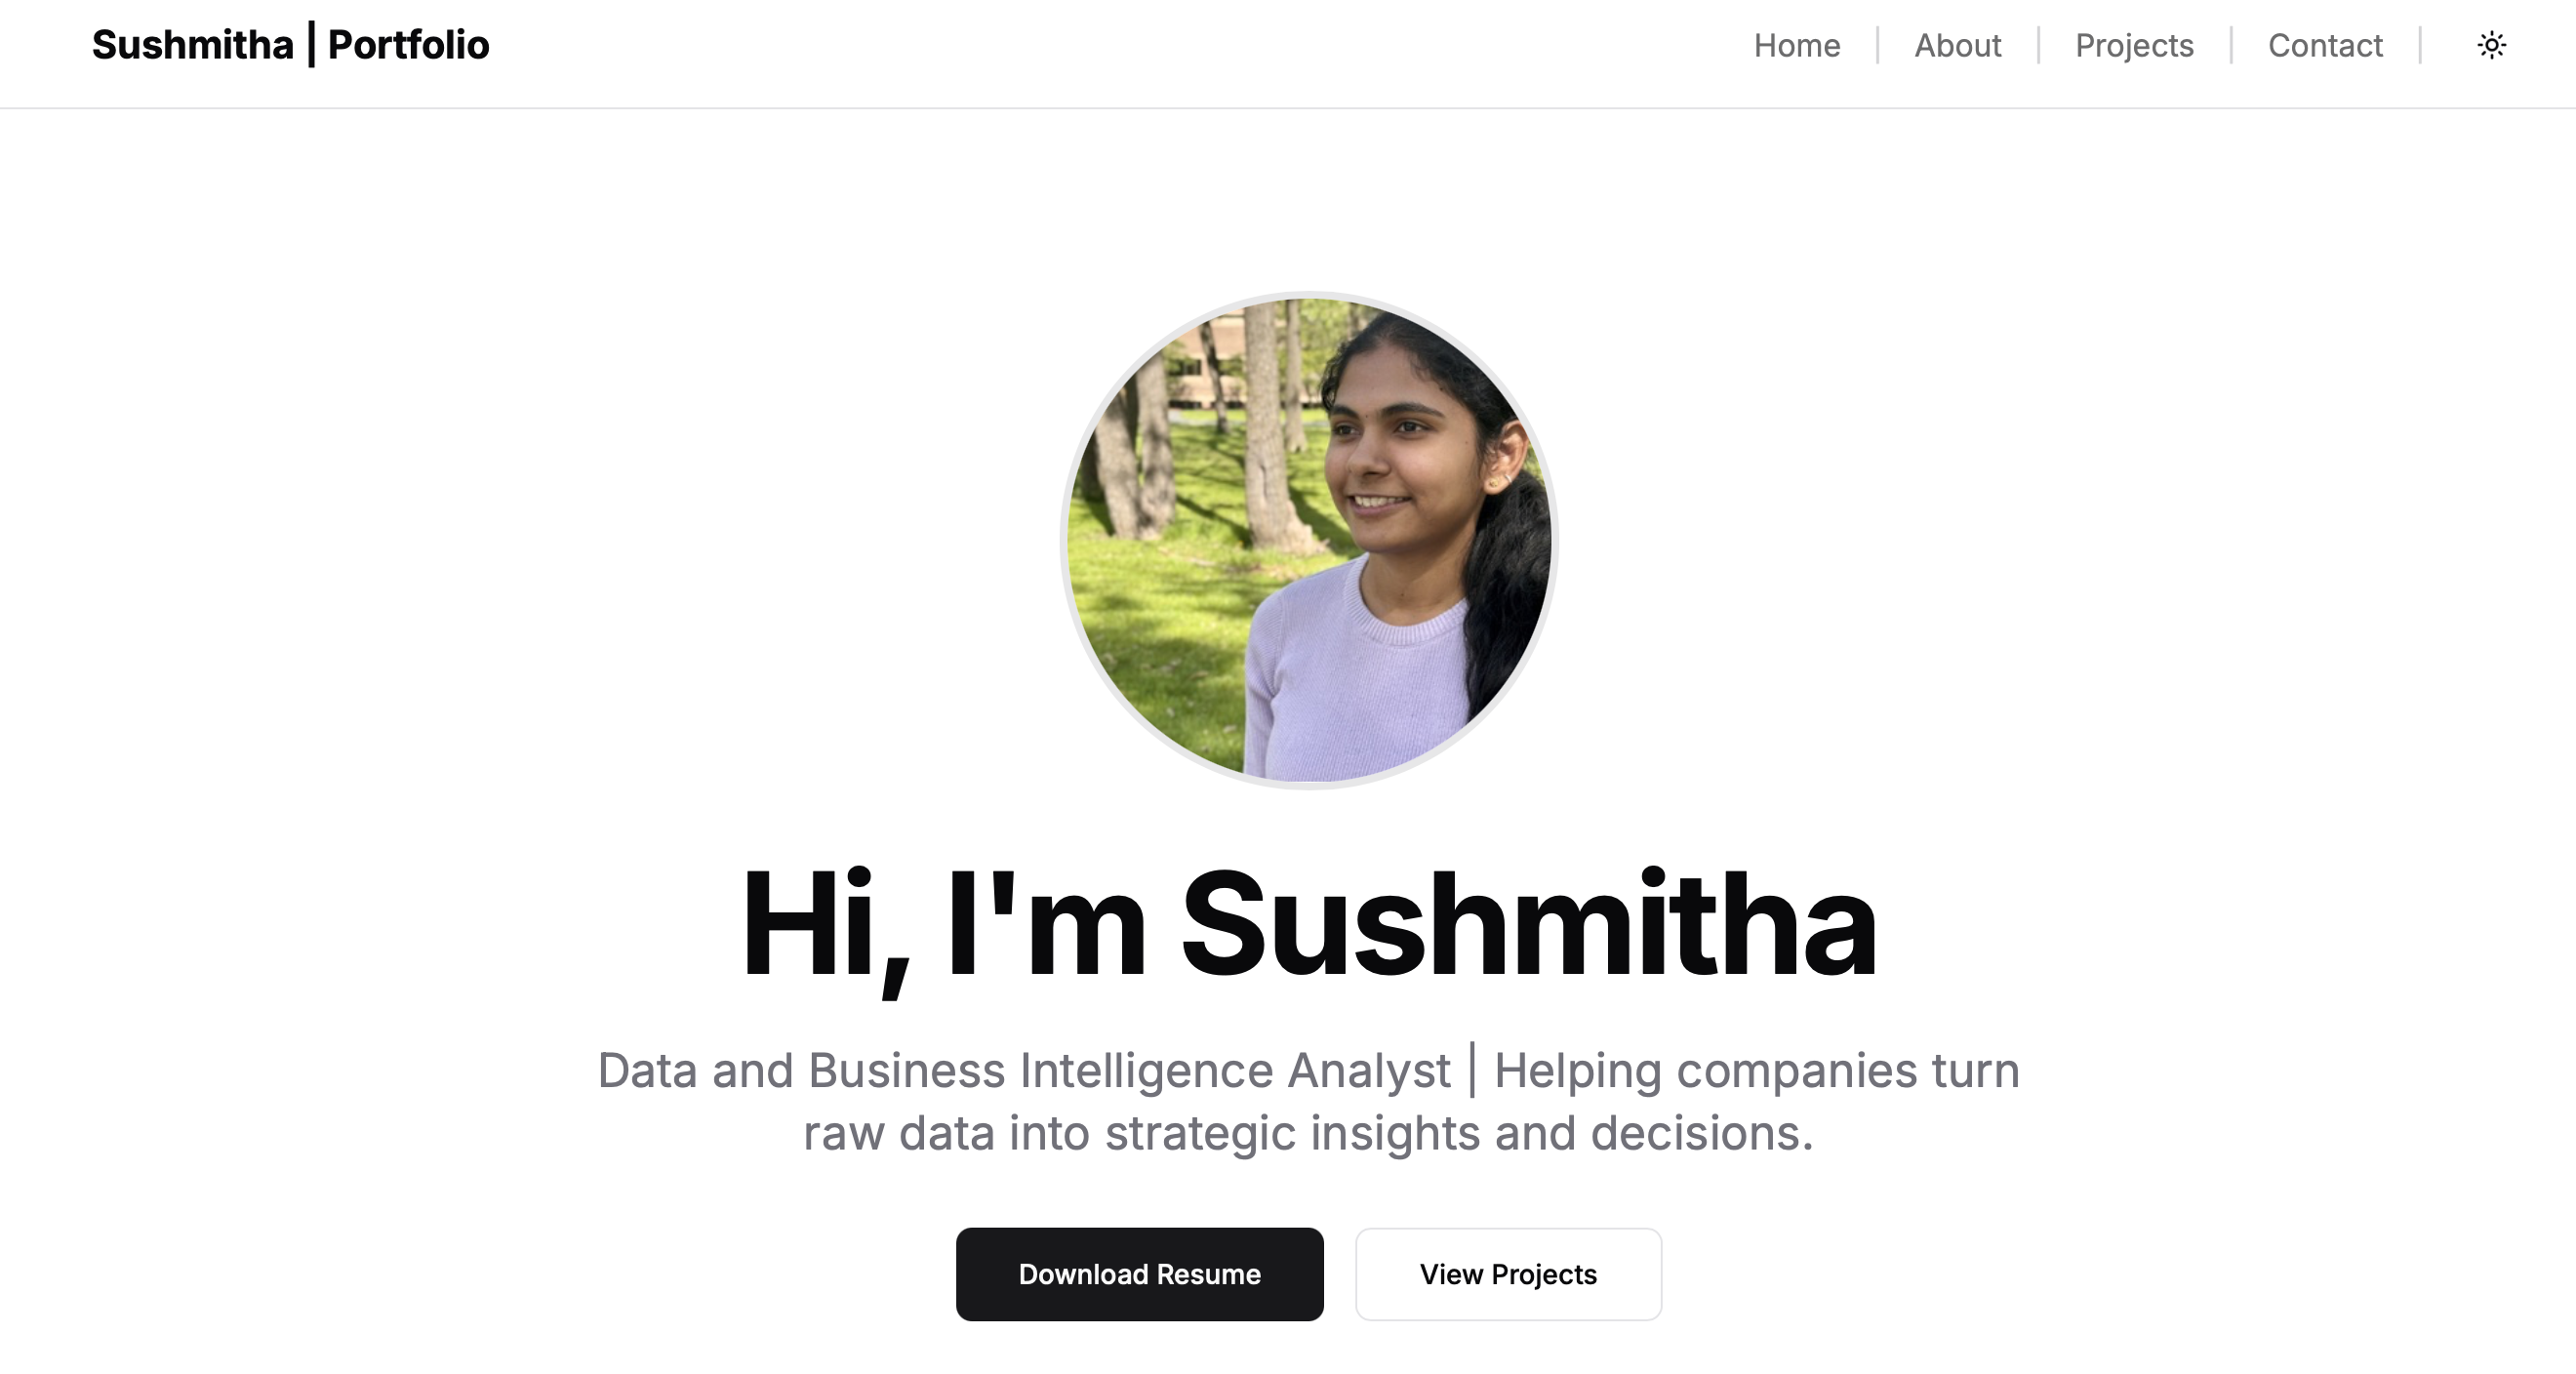 Sushmitha | Portfolio
Home | About | Projects | Contact |
Hi, I'm Sushmitha
Data and Business Intelligence Analyst | Helping companies turn
raw data into strategic insights and decisions.
Download Resume
View Projects